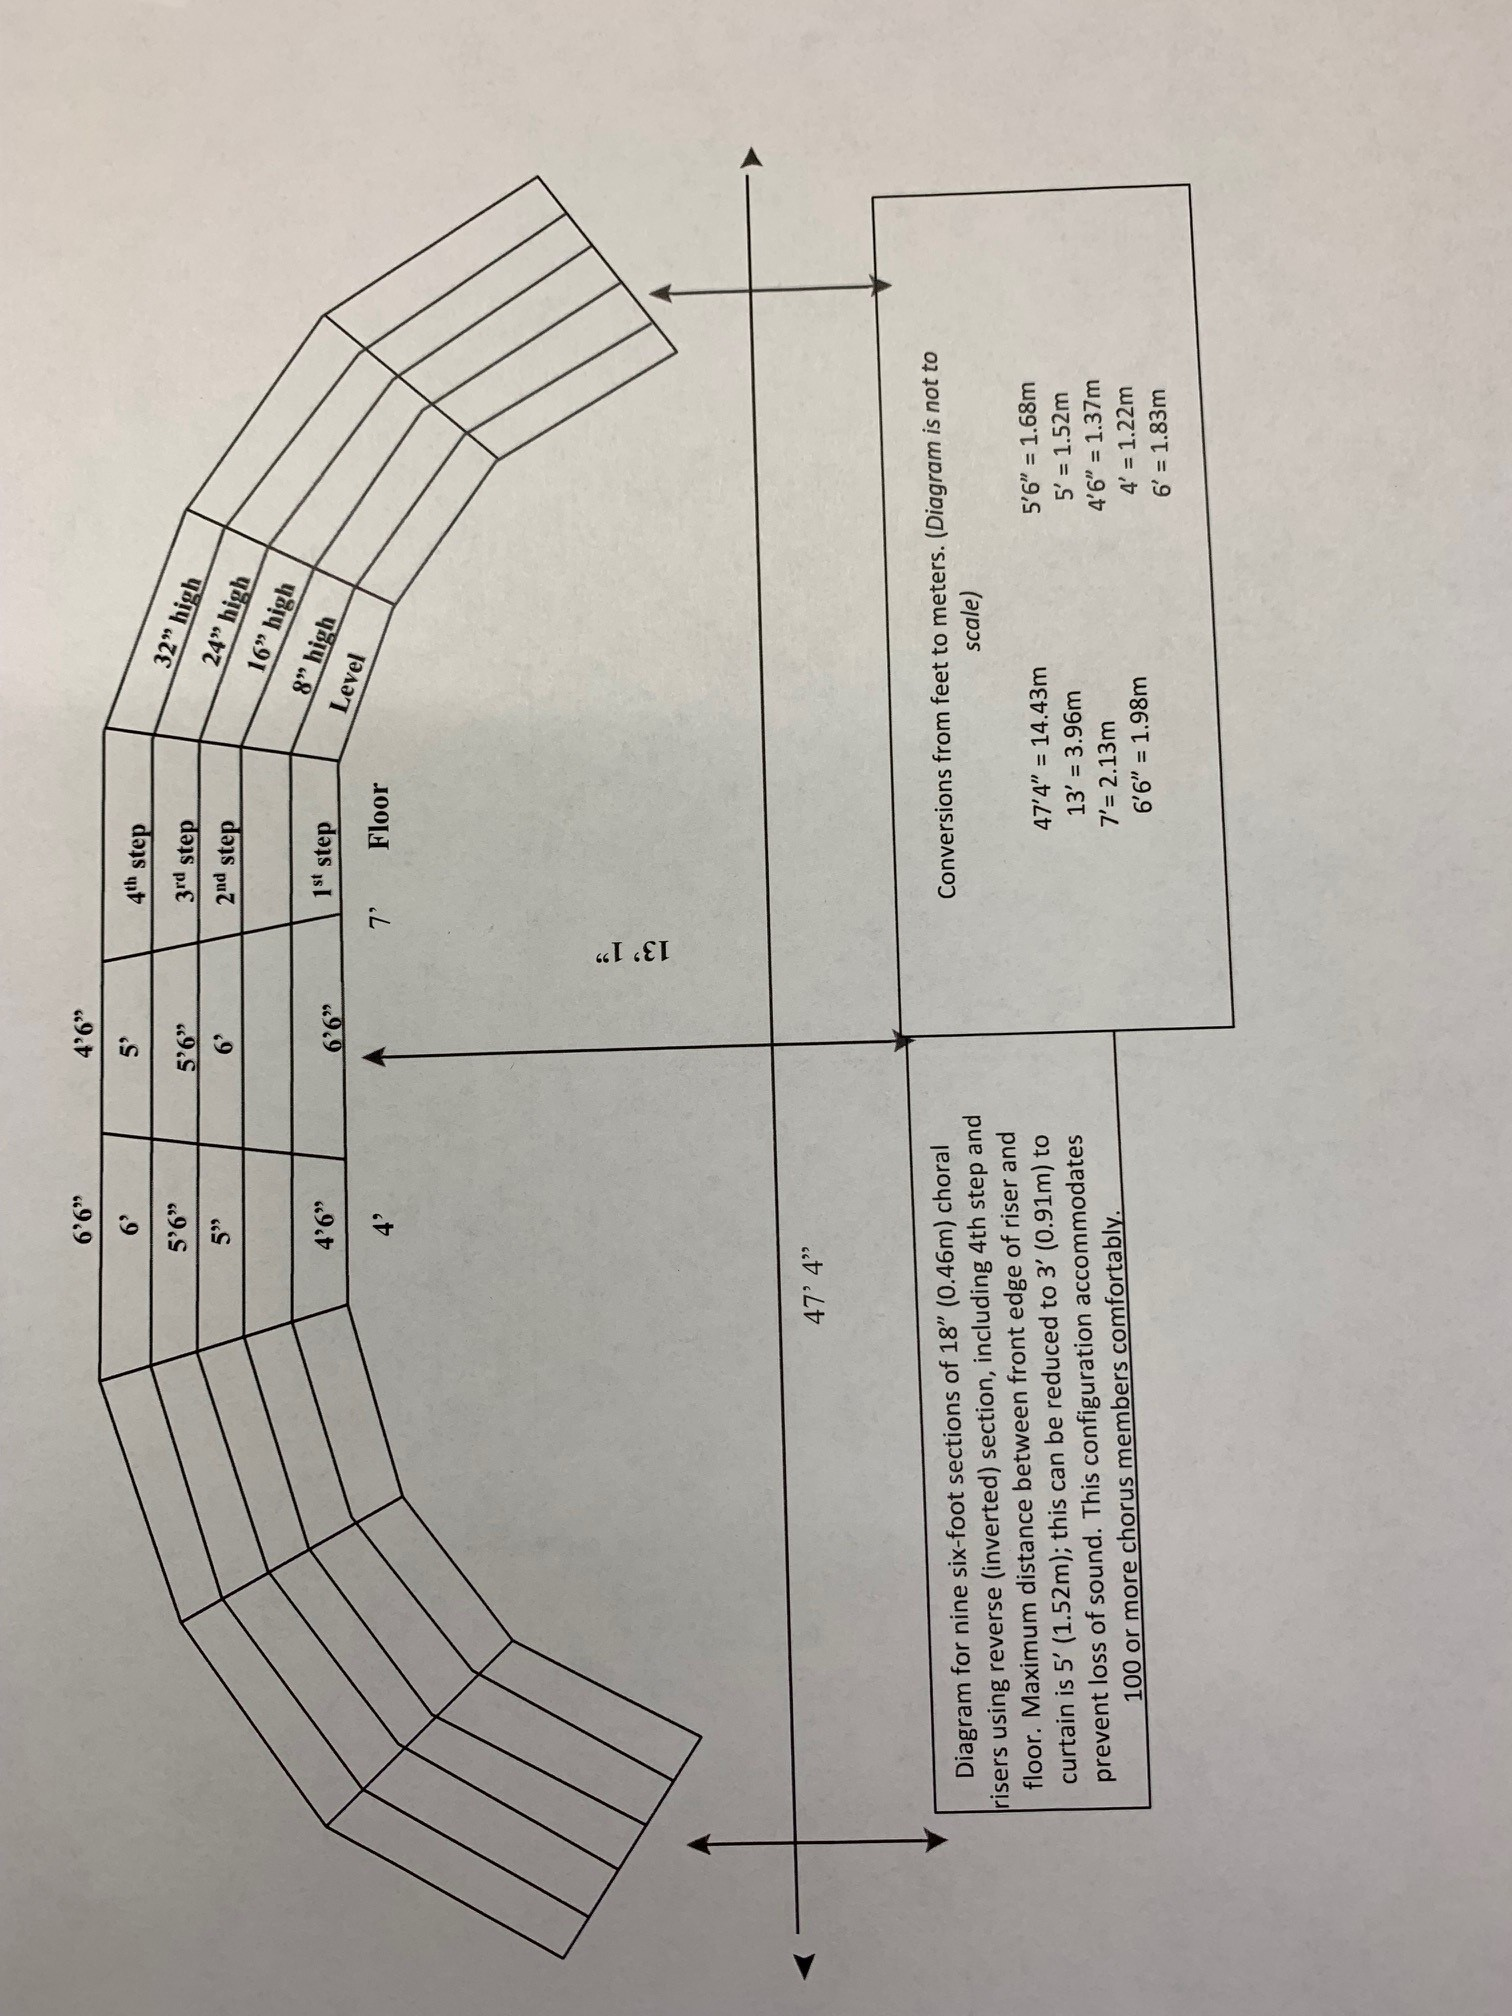 6'6” 4'6”
6' 5' 4th step 32” high
5'6” 5'6” 3rd step 24” high
5” 6' 2nd step 16” high
8” high
4'6” 6'6” 1st step Level
4' 7' Floor
13' 1”
47' 4”
Diagram for nine six-foot sections of 18” (0.46m) choral
risers using reverse (inverted) section, including 4th step and
floor. Maximum distance between front edge of riser and
curtain is 5’ (1.52m); this can be reduced to 3’ (0.91m) to
prevent loss of sound. This configuration accommodates
100 or more chorus members comfortably.
Conversions from feet to meters. (Diagram is not to
scale)
47’4” = 14.43m
13’ = 3.96m
7’= 2.13m
6’6” = 1.98m
5’6” = 1.68m
5’ = 1.52m
4’6” = 1.37m
4’ = 1.22m
6’ = 1.83m